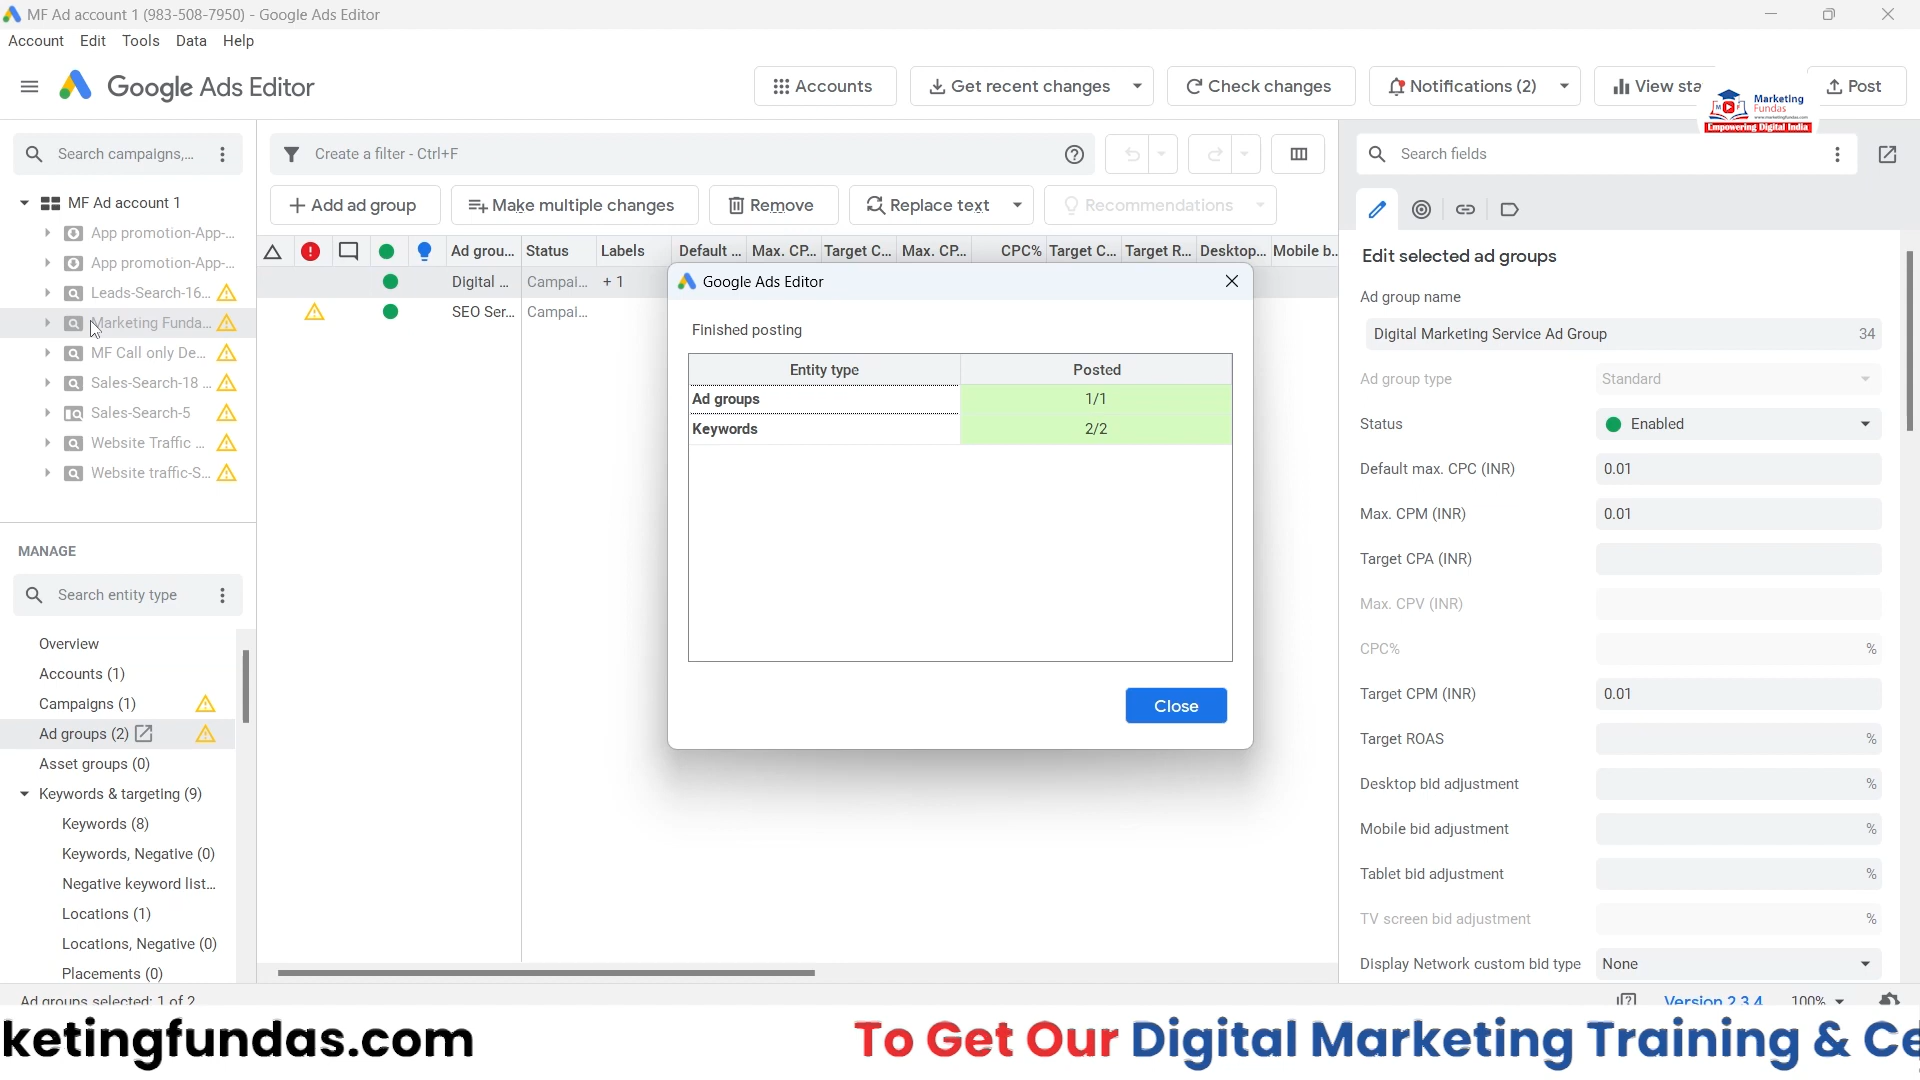 MF Ad account 1 (983-508-7950) - Google Ads Editor
Account Edit Tools Data Help
Google Ads Editor
Accounts
Get recent changes
Check changes
Notifications (2)
View sta
Post
Marketing
Fundas
www.marketingfundas.com
Empowering Digital India
Search campaigns,...
Create a filter - Ctrl+F
Search fields
MF Ad account 1
App promotion-App-...
App promotion-App-...
Leads-Search-16...
Marketing Funda...
MF Call only De...
Sales-Search-18 ...
Sales-Search-5
Website Traffic ...
Website traffic-S...
Add ad group
Make multiple changes
Remove
Replace text
Recommendations
Ad grou... Status Labels Default ... Max. CP... Target C... Max. CP... CPC% Target C... Target R... Desktop... Mobile b...
Digital ... Campai... + 1
SEO Ser... Campai...
Google Ads Editor
Finished posting
Entity type Posted
Ad groups 1/1
Keywords 2/2
Close
MANAGE
Search entity type
Overview
Accounts (1)
Campaigns (1)
Ad groups (2)
Asset groups (0)
Keywords & targeting (9)
Keywords (8)
Keywords, Negative (0)
Negative keyword list...
Locations (1)
Locations, Negative (0)
Placements (0)
Edit selected ad groups
Ad group name
Digital Marketing Service Ad Group 34
Ad group type Standard
Status Enabled
Default max. CPC (INR) 0.01
Max. CPM (INR) 0.01
Target CPA (INR)
Max. CPV (INR)
CPC% %
Target CPM (INR) 0.01
Target ROAS %
Desktop bid adjustment %
Mobile bid adjustment %
Tablet bid adjustment %
TV screen bid adjustment %
Display Network custom bid type None
Ad groups selected: 1 of 2
Version 2.3.4 100%
ketingfundas.com
To Get Our Digital Marketing Training & Ce